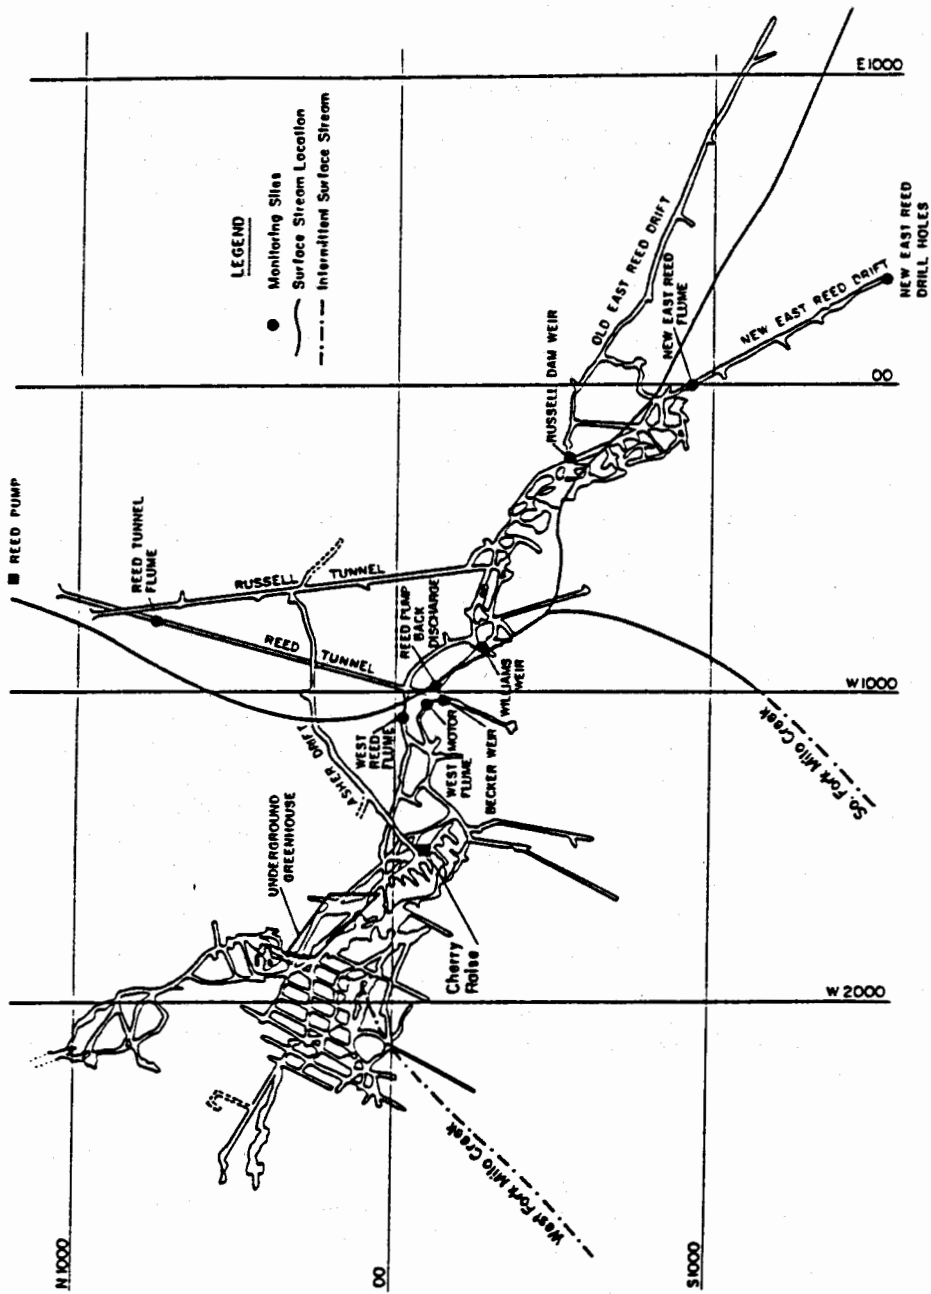 E1000
LEGEND
Monitoring Sites
Surface Stream Location
Intermittent Surface Stream
OLD EAST REED DRIFT
NEW EAST REED
FLUME
NEW EAST REED DRIFT
NEW EAST REED
DRILL HOLES
RUSSELL DAM WEIR
00
REED PUMP
REED TUNNEL
FLUME
RUSSELL TUNNEL
REED TUNNEL
REED PUMP
BACK
DISCHARGE
WILLIAMS
WEIR
W1000
WEST
REED
FLUME
MOTOR
WEST
FLUME
BECKER WEIR
ASHER DRIFT
So. Fork Milo Creek
UNDERGROUND
GREENHOUSE
Cherry
Raise
W2000
West Fork Milo Creek
N1000
00
S1000